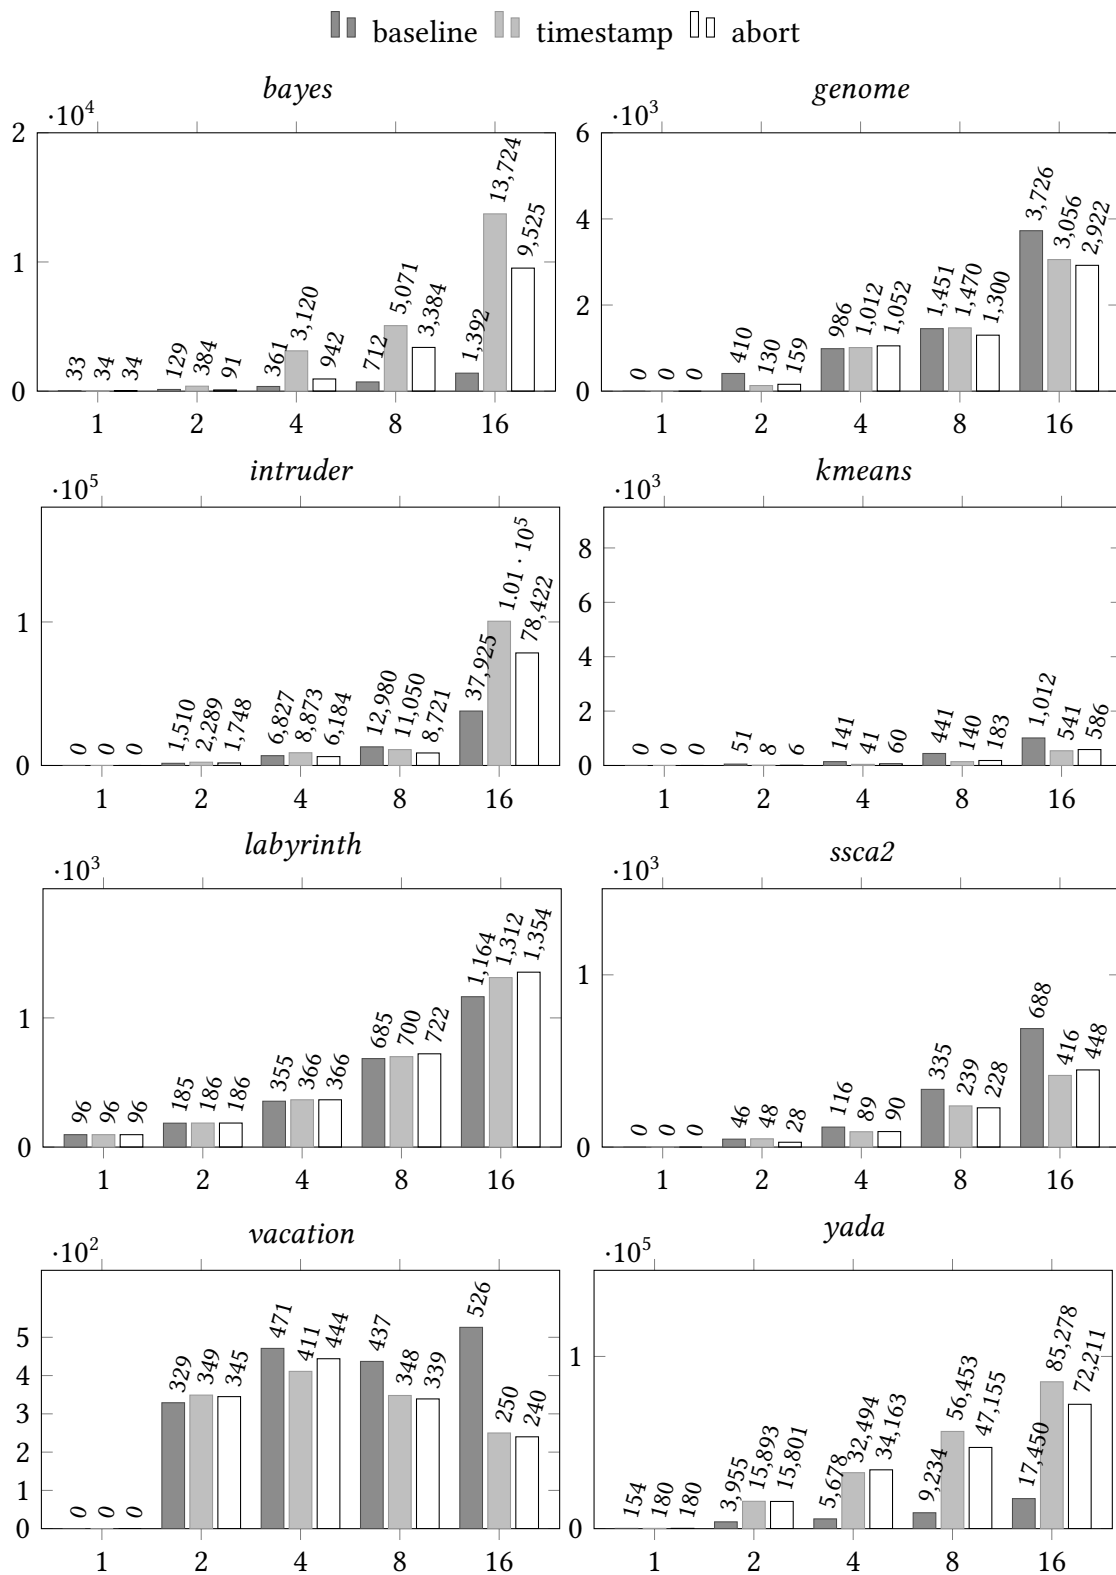 baseline timestamp abort
bayes
·10^4
2
1
0
33 34 34 129 384 91 361 3,120 942 712 5,071 3,384 1,392 13,724 9,525
1 2 4 8 16
genome
·10^3
6
4
2
0
0 0 0 410 130 159 986 1,012 1,052 1,451 1,470 1,300 3,726 3,056 2,922
1 2 4 8 16
intruder
·10^5
1
0
0 0 0 1,510 2,289 1,748 6,827 8,873 6,184 12,980 11,050 8,721 37,925 1.01 · 10^5 78,422
1 2 4 8 16
kmeans
·10^3
8
6
4
2
0
0 0 0 51 8 6 141 41 60 441 140 183 1,012 541 586
1 2 4 8 16
labyrinth
·10^3
1
0
96 96 96 185 186 186 355 366 366 685 700 722 1,164 1,312 1,354
1 2 4 8 16
ssca2
·10^3
1
0
0 0 0 46 48 28 116 89 90 335 239 228 688 416 448
1 2 4 8 16
vacation
·10^2
5
4
3
2
1
0
0 0 0 329 349 345 471 411 444 437 348 339 526 250 240
1 2 4 8 16
yada
·10^5
1
0
154 180 180 3,955 15,893 15,801 5,678 32,494 34,163 9,234 56,453 47,155 17,450 85,278 72,211
1 2 4 8 16